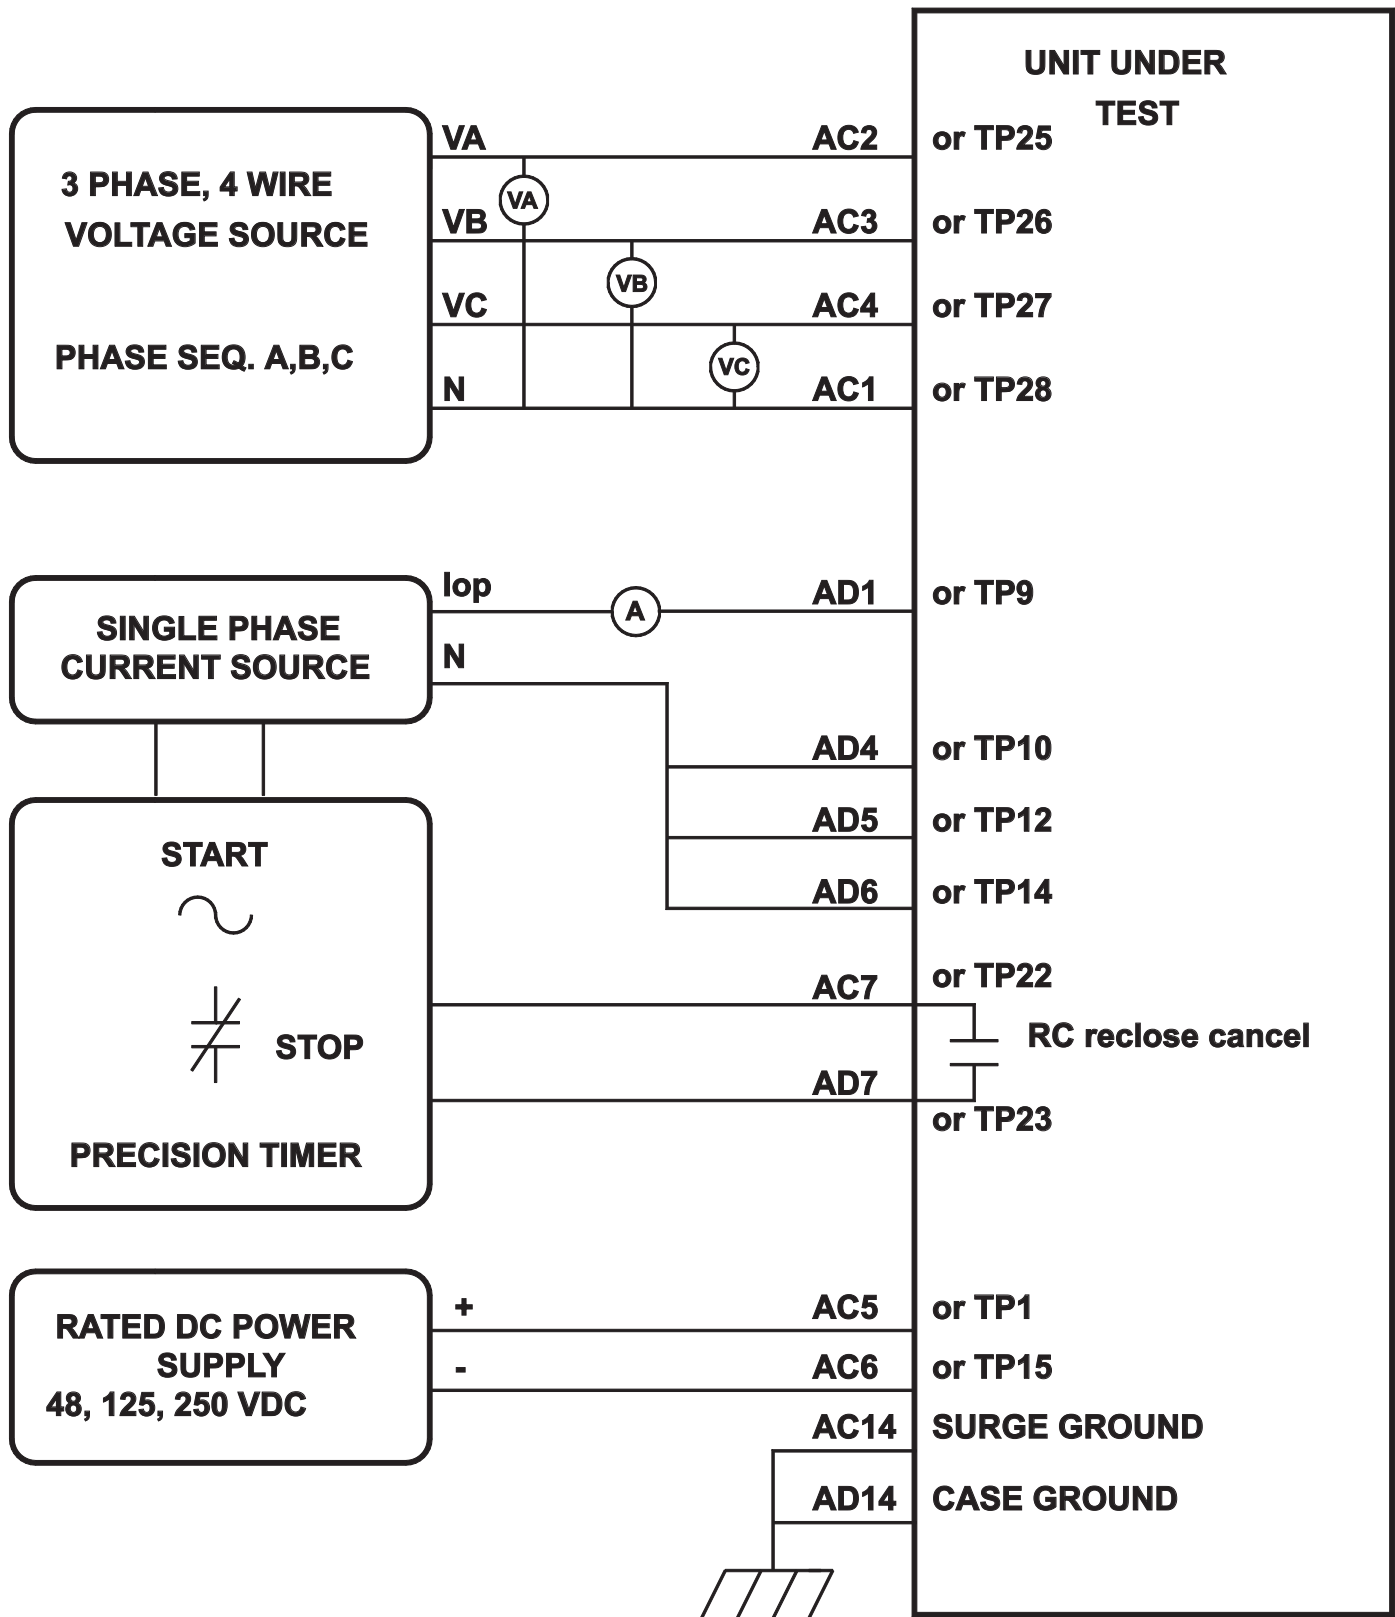 UNIT UNDER
TEST
3 PHASE, 4 WIRE
VOLTAGE SOURCE
PHASE SEQ. A,B,C
VA
AC2
or TP25
VA
VB
AC3
or TP26
VB
VC
AC4
or TP27
VC
N
AC1
or TP28
SINGLE PHASE
CURRENT SOURCE
Iop
A
AD1
or TP9
N
AD4
or TP10
AD5
or TP12
AD6
or TP14
START
STOP
PRECISION TIMER
AC7
or TP22
RC reclose cancel
AD7
or TP23
RATED DC POWER
SUPPLY
48, 125, 250 VDC
+
AC5
or TP1
-
AC6
or TP15
AC14
SURGE GROUND
AD14
CASE GROUND